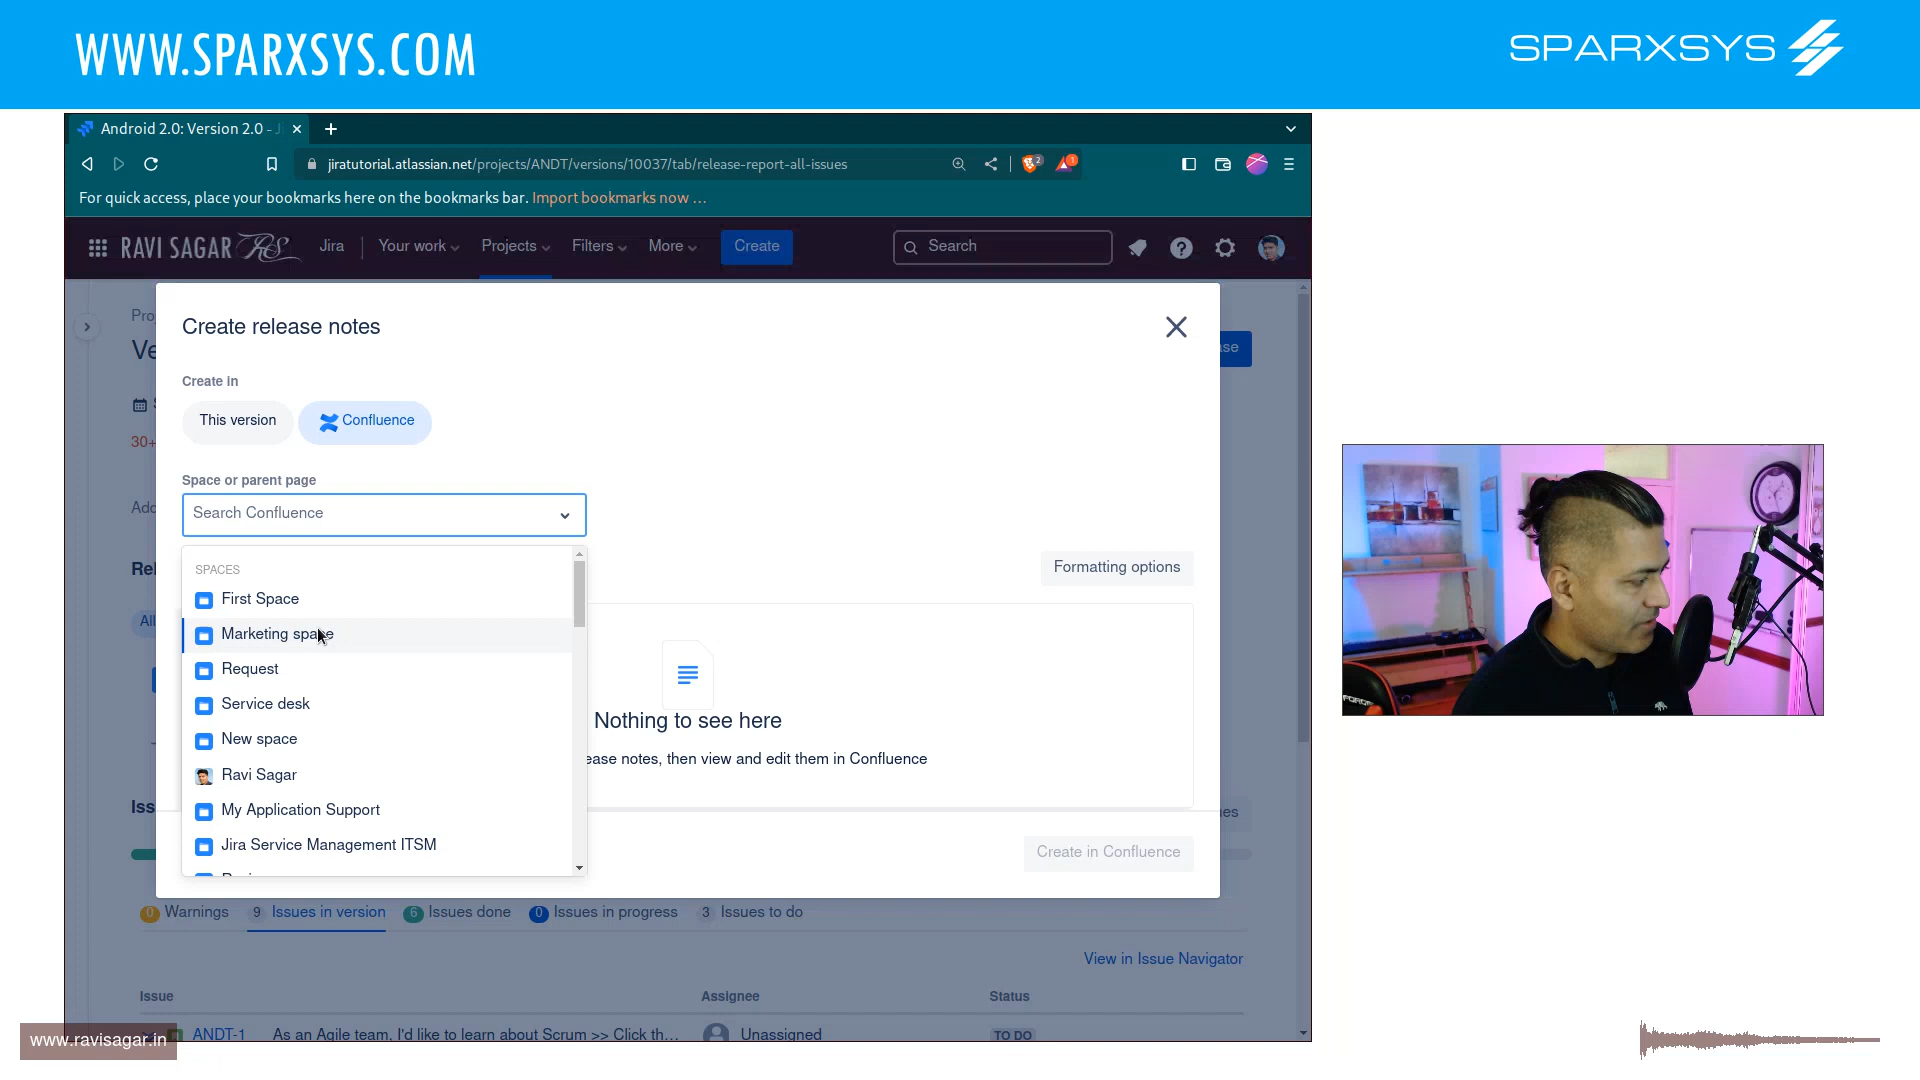 WWW.SPARXSYS.COM
SPARXSYS
Android 2.0: Version 2.0 - J
jiratutorial.atlassian.net/projects/ANDT/versions/10037/tab/release-report-all-issues
2
1
For quick access, place your bookmarks here on the bookmarks bar. Import bookmarks now ...
RAVI SAGAR RS Jira Your work Projects Filters More Create Search
Create release notes
Create in
This version Confluence
30+
Space or parent page
Search Confluence
Formatting options
SPACES
First Space
All
Marketing space
Request
Service desk
New space
Ravi Sagar
My Application Support
Jira Service Management ITSM
Nothing to see here
ease notes, then view and edit them in Confluence
Create in Confluence
0 Warnings 9 Issues in version 6 Issues done 0 Issues in progress 3 Issues to do
View in Issue Navigator
Issue Assignee Status
ANDT-1 As an Agile team, I'd like to learn about Scrum >> Click th... Unassigned TO DO
www.ravisagar.in